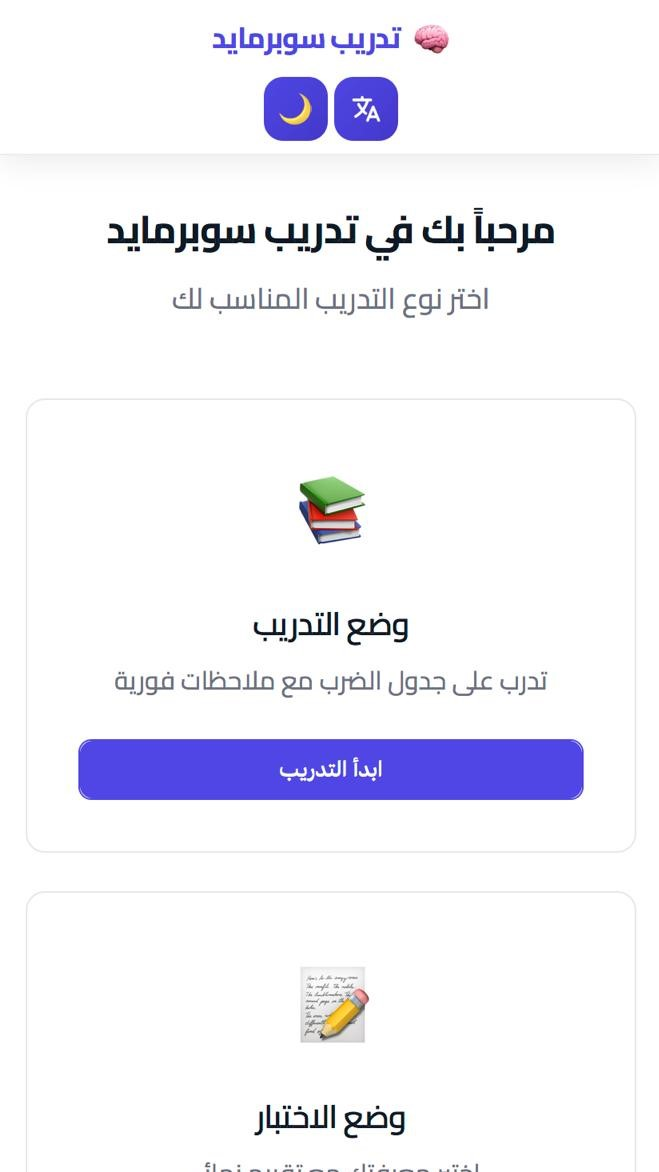 تدريب سوبرمايد
مرحباً بك في تدريب سوبرمايد
اختر نوع التدريب المناسب لك
وضع التدريب
تدرب على جدول الضرب مع ملاحظات فورية
ابدأ التدريب
وضع الاختبار